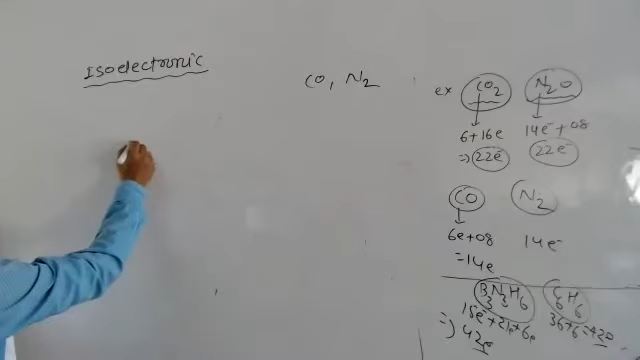 Isoelectronic
CO, N2
ex CO2 N2O
6+16e 14e+08
=> 22e 22e
CO N2
6e+08 14e
=14e
B3N3H6 C6H6
15e+21e+6e 36+6=42e
=> 42e